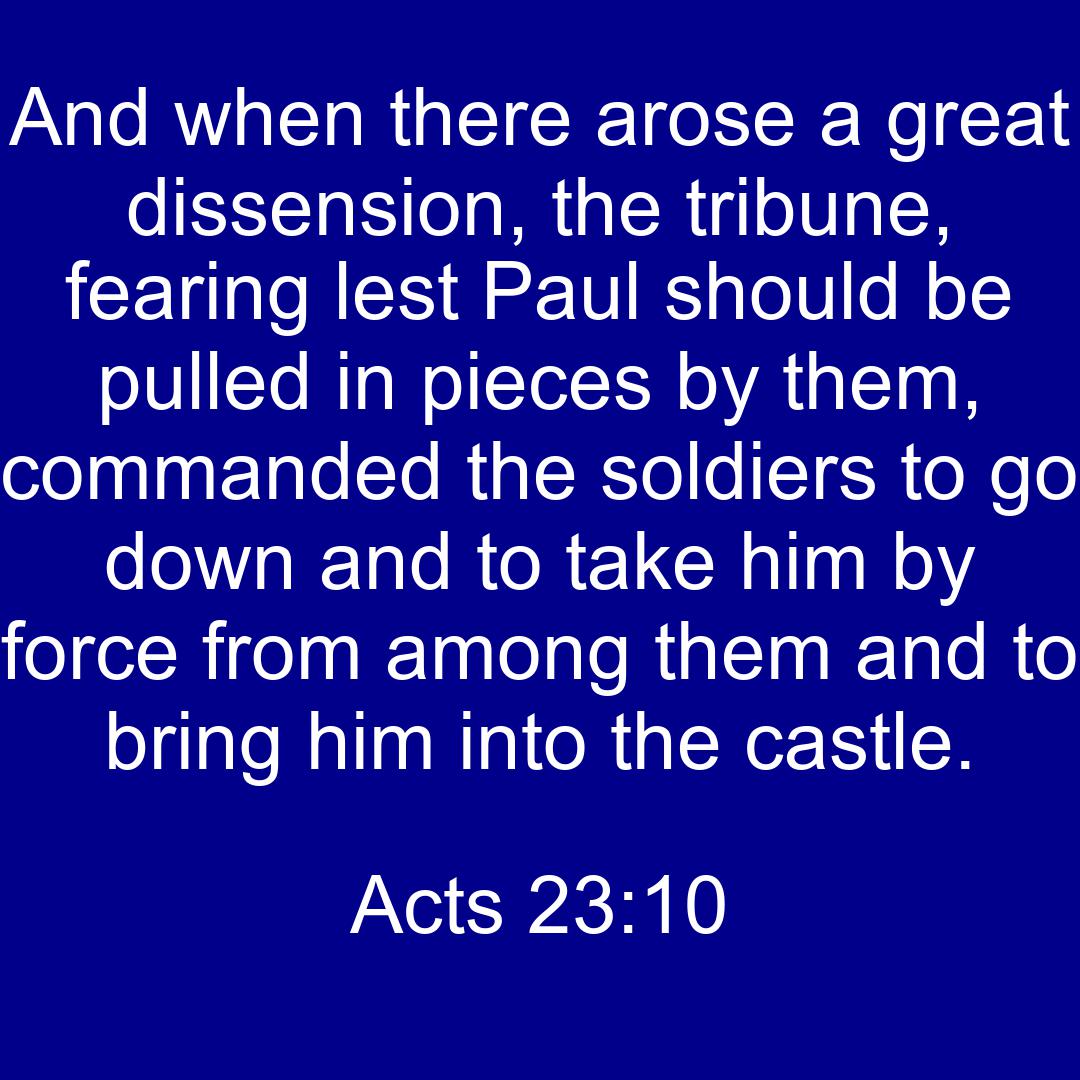 And when there arose a great
dissension, the tribune,
fearing lest Paul should be
pulled in pieces by them,
commanded the soldiers to go
down and to take him by
force from among them and to
bring him into the castle.
Acts 23:10